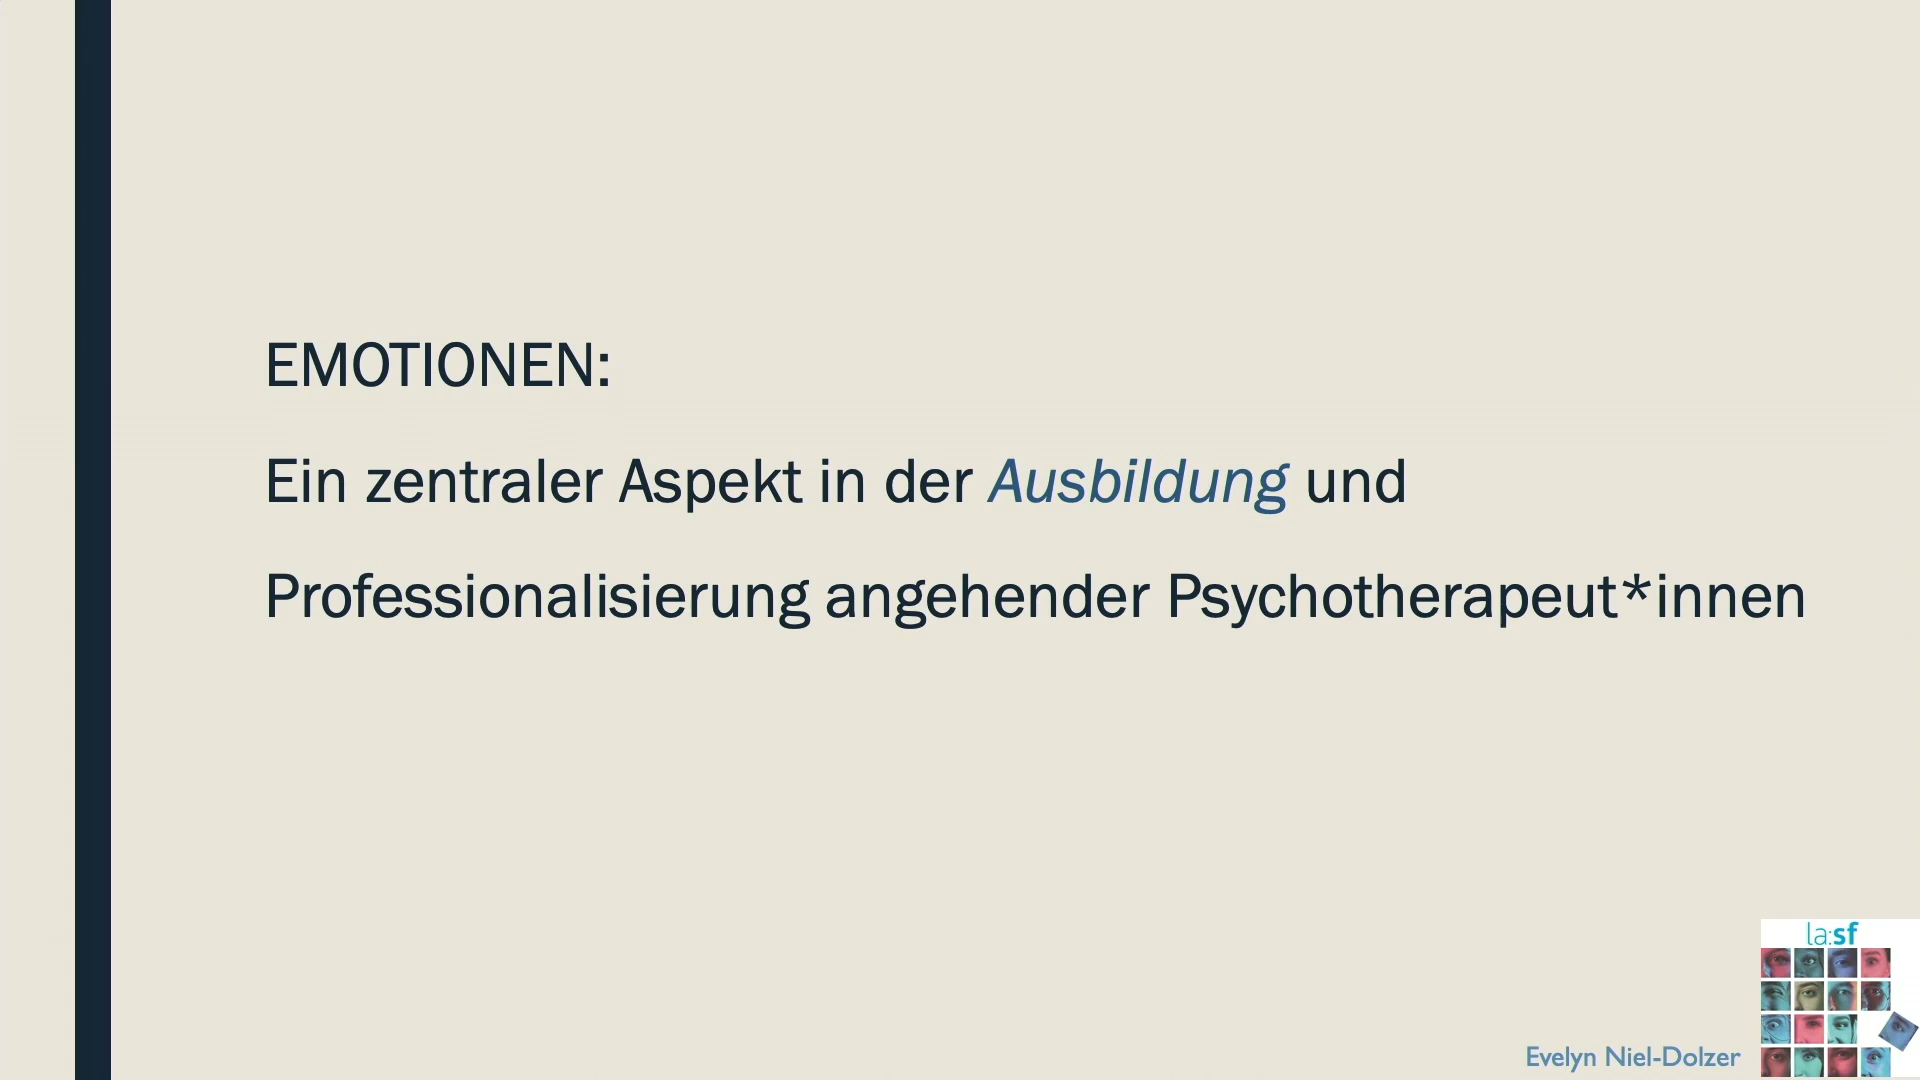 EMOTIONEN:
Ein zentraler Aspekt in der Ausbildung und
Professionalisierung angehender Psychotherapeut*innen
la:sf
Evelyn Niel-Dolzer